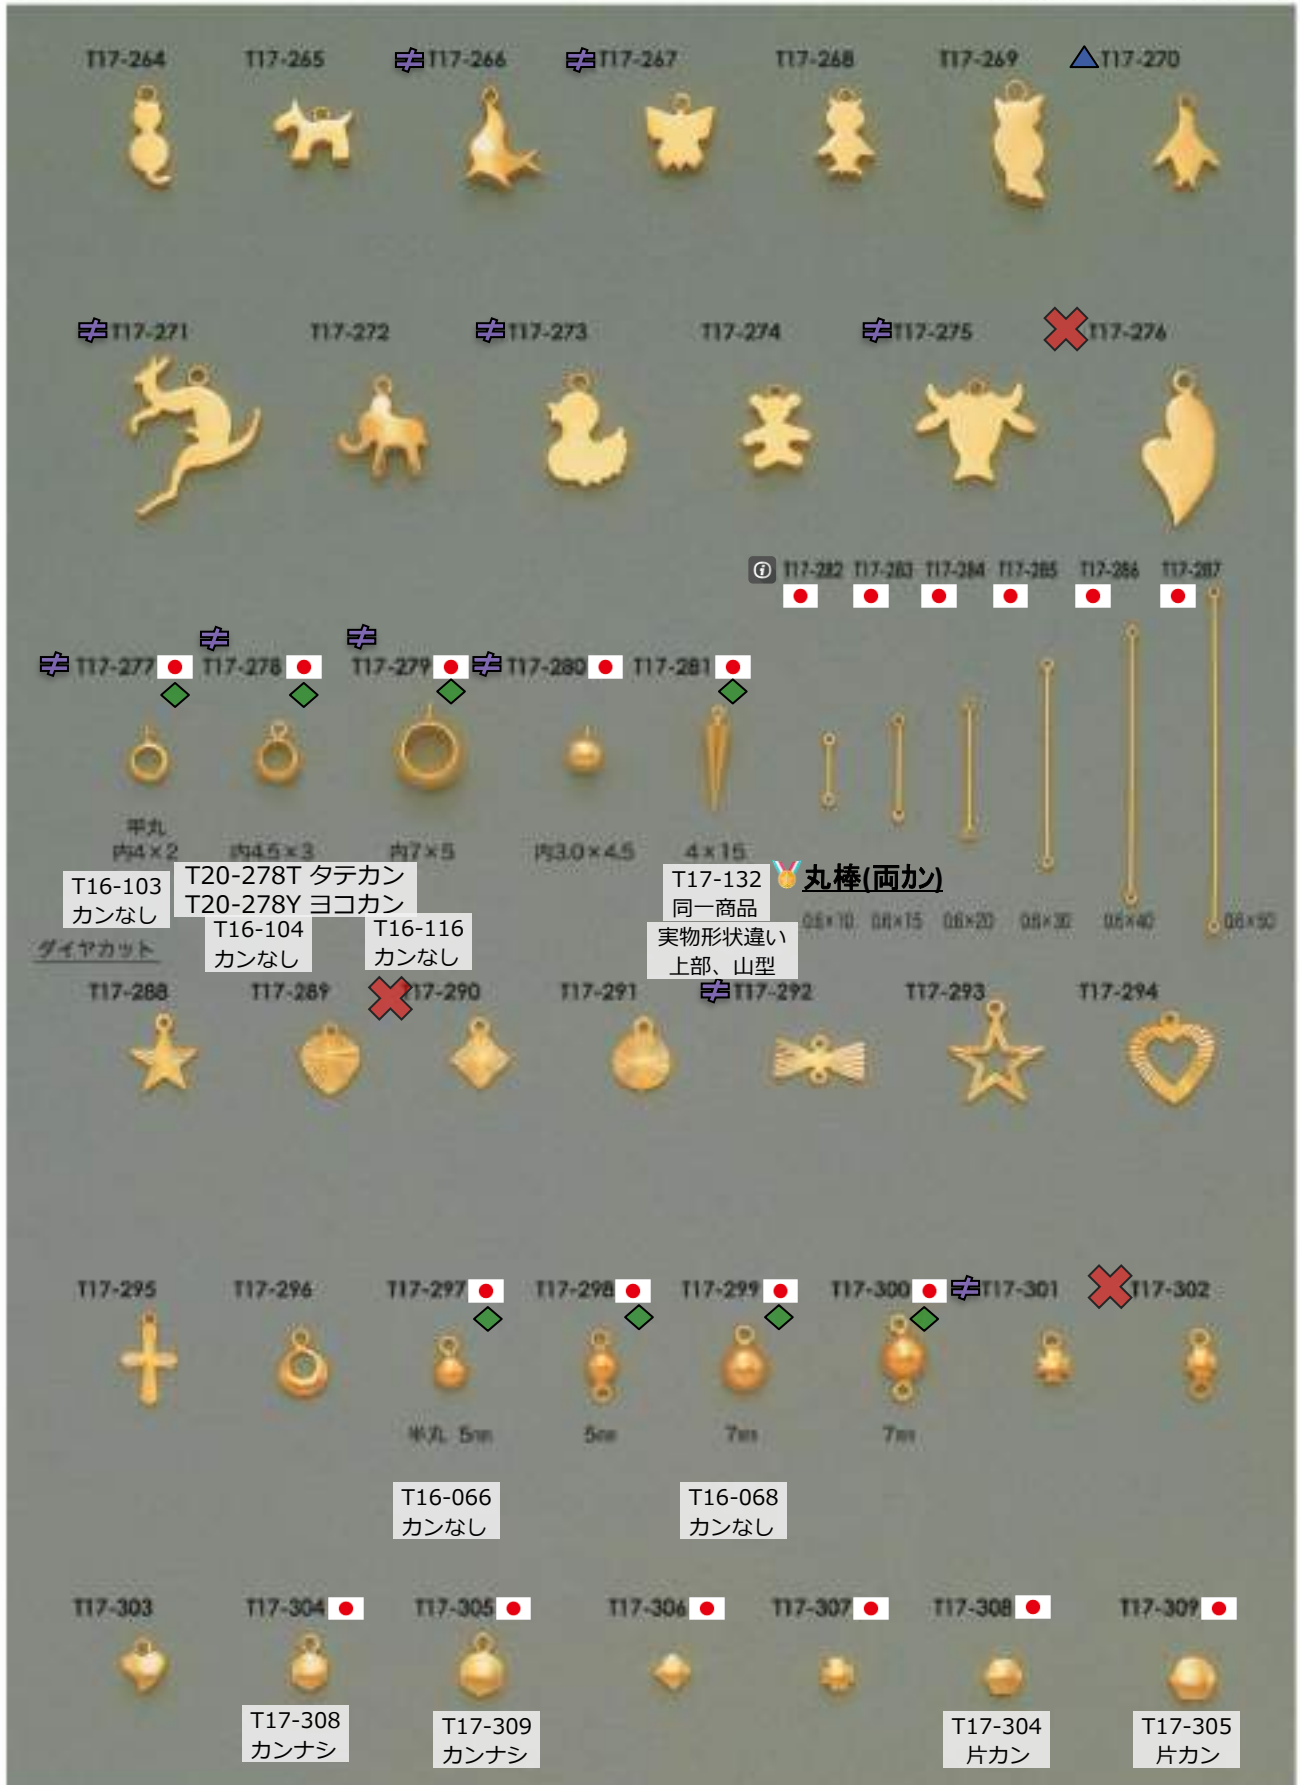 T17-264 T17-265 ≠T17-266 ≠T17-267 T17-268 T17-269 T17-270
≠T17-271 T17-272 ≠T17-273 T17-274 ≠T17-275 T17-276
T17-282 T17-283 T17-284 T17-285 T17-286 T17-287
≠T17-277 ≠T17-278 ≠T17-279 ≠T17-280 T17-281
甲丸
内4×2 内4.5×3 内7×5 内3.0×4.5 4×15
T16-103
カンなし
T20-278T タテカン
T20-278Y ヨコカン
T16-104
カンなし
T16-116
カンなし
T17-132
同一商品
実物形状違い
上部、山型
丸棒(両カン)
0.6×10 0.6×15 0.6×20 0.6×30 0.6×40 0.6×50
ダイヤカット
T17-288 T17-289 T17-290 T17-291 ≠T17-292 T17-293 T17-294
T17-295 T17-296 T17-297 T17-298 T17-299 T17-300 ≠T17-301 T17-302
半丸 5㎜ 5㎜ 7㎜ 7㎜
T16-066
カンなし
T16-068
カンなし
T17-303 T17-304 T17-305 T17-306 T17-307 T17-308 T17-309
T17-308
カンナシ
T17-309
カンナシ
T17-304
片カン
T17-305
片カン